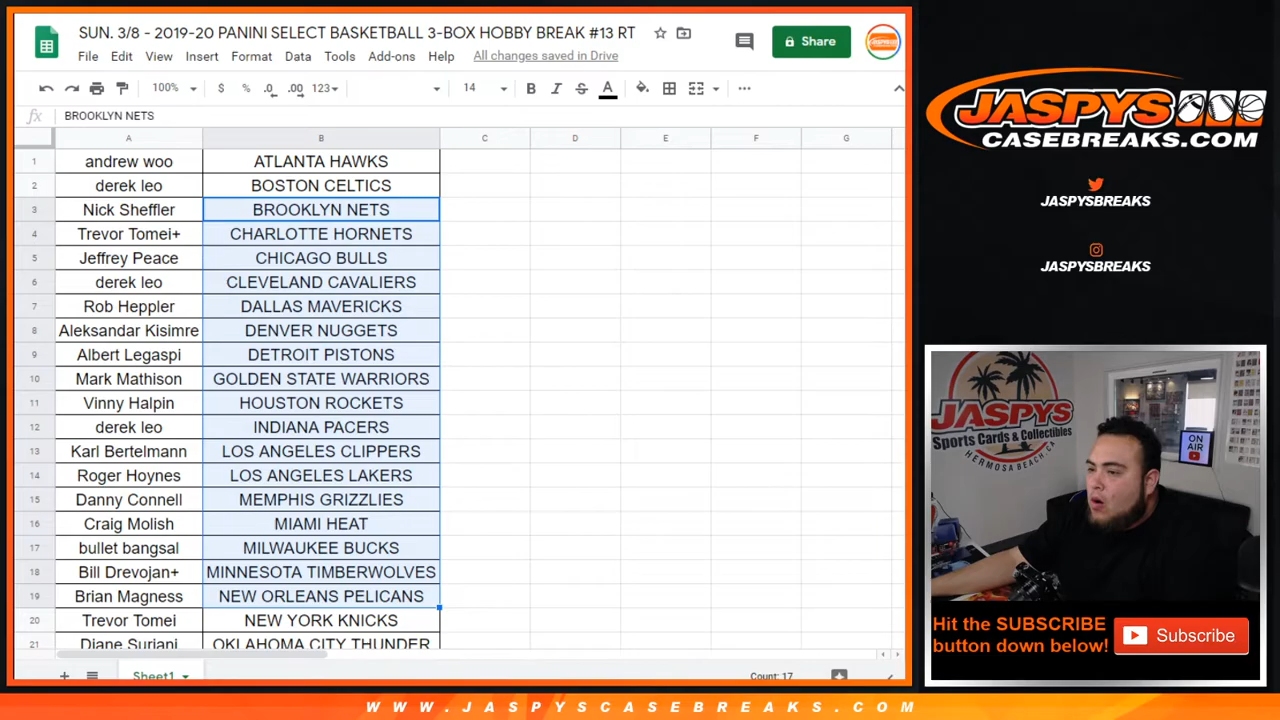 SUN. 3/8 - 2019-20 PANINI SELECT BASKETBALL 3-BOX HOBBY BREAK #13 RT
File Edit View Insert Format Data Tools Add-ons Help All changes saved in Drive
Share
100% $ % .0 .00 123 14 B I S A
fx BROOKLYN NETS
A B C D E F G
1 andrew woo ATLANTA HAWKS
2 derek leo BOSTON CELTICS
3 Nick Sheffler BROOKLYN NETS
4 Trevor Tomei+ CHARLOTTE HORNETS
5 Jeffrey Peace CHICAGO BULLS
6 derek leo CLEVELAND CAVALIERS
7 Rob Heppler DALLAS MAVERICKS
8 Aleksandar Kisimre DENVER NUGGETS
9 Albert Legaspi DETROIT PISTONS
10 Mark Mathison GOLDEN STATE WARRIORS
11 Vinny Halpin HOUSTON ROCKETS
12 derek leo INDIANA PACERS
13 Karl Bertelmann LOS ANGELES CLIPPERS
14 Roger Hoynes LOS ANGELES LAKERS
15 Danny Connell MEMPHIS GRIZZLIES
16 Craig Molish MIAMI HEAT
17 bullet bangsal MILWAUKEE BUCKS
18 Bill Drevojan+ MINNESOTA TIMBERWOLVES
19 Brian Magness NEW ORLEANS PELICANS
20 Trevor Tomei NEW YORK KNICKS
21 Diane Suriani OKLAHOMA CITY THUNDER
Sheet1
Count: 17
JASPYS
CASEBREAKS.COM
JASPYSBREAKS
JASPYSBREAKS
JASPYS
Sports Cards & Collectibles
HERMOSA BEACH, CA
ON
AIR
Hit the SUBSCRIBE
button down below!
Subscribe
WWW.JASPYSCASEBREAKS.COM